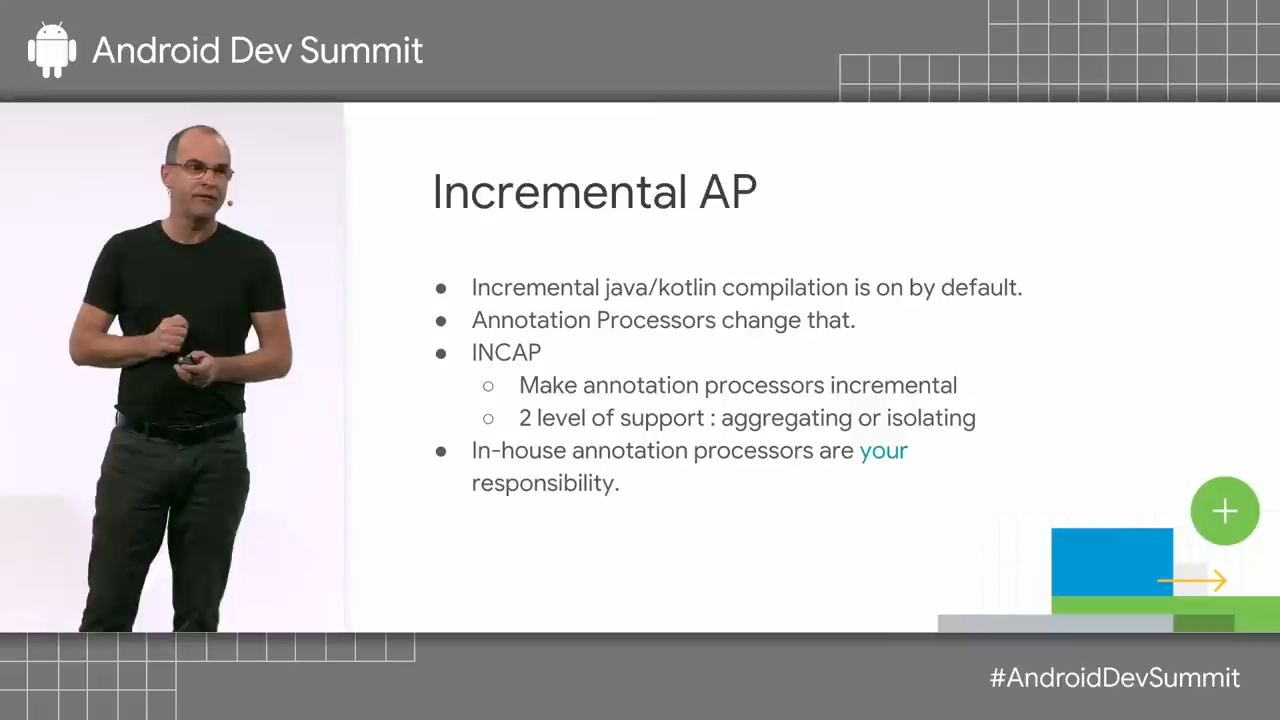 Android Dev Summit
Incremental AP
● Incremental java/kotlin compilation is on by default.
● Annotation Processors change that.
● INCAP
○ Make annotation processors incremental
○ 2 level of support : aggregating or isolating
● In-house annotation processors are your
responsibility.
#AndroidDevSummit